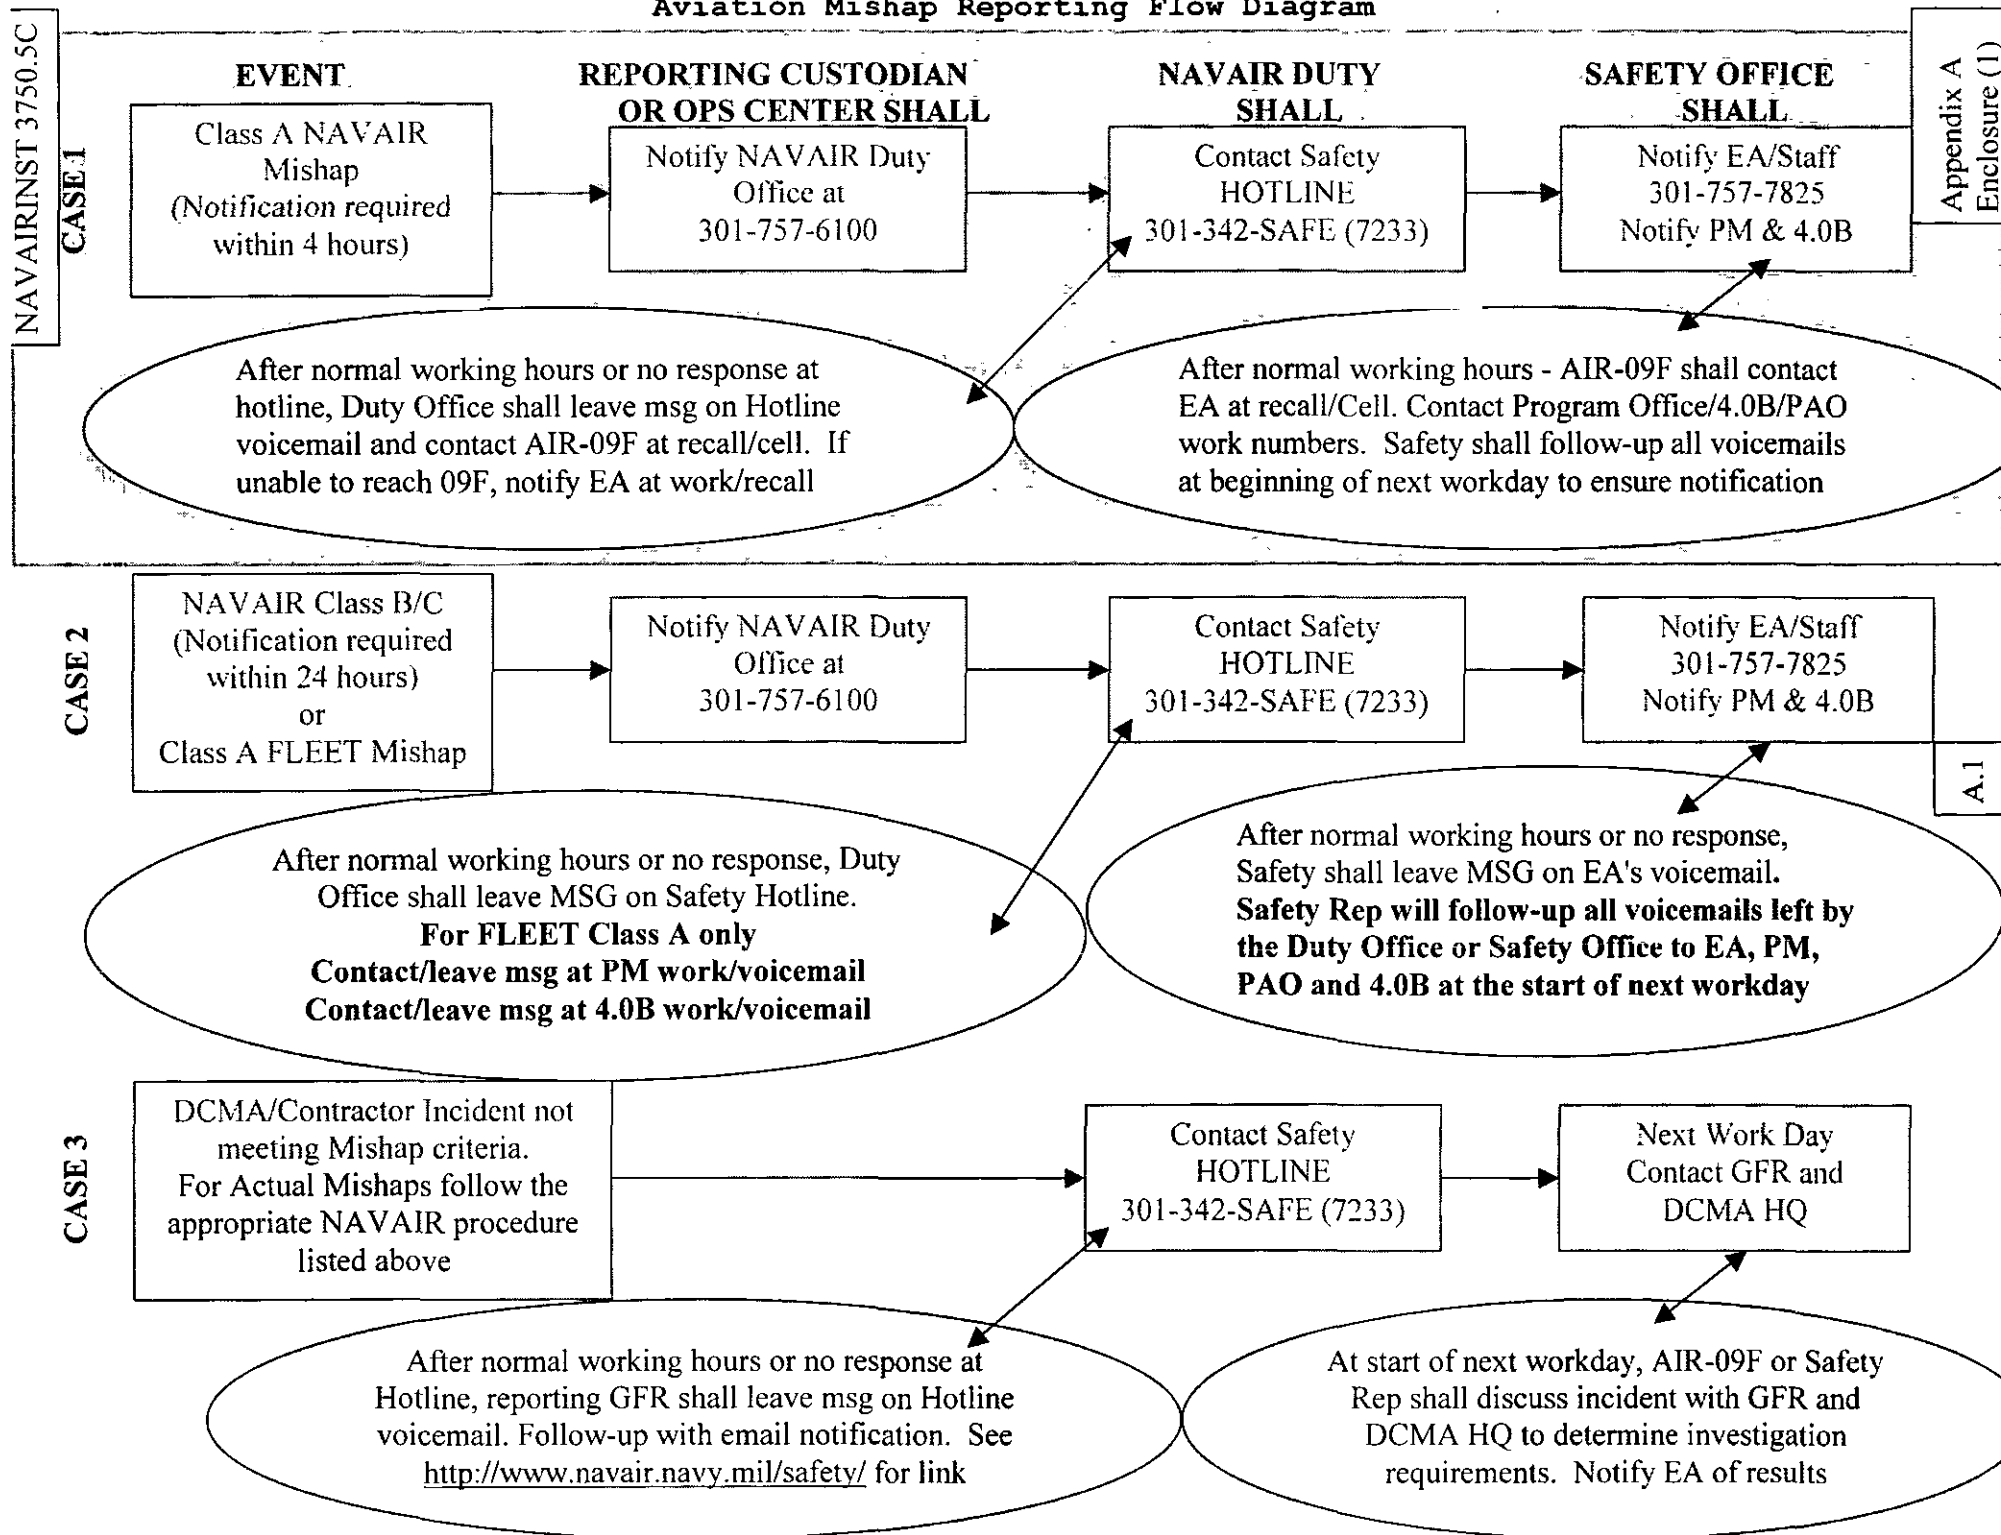 Aviation Mishap Reporting Flow Diagram
NAVAIRINST 3750.5C
Appendix A
Enclosure (1)
EVENT
REPORTING CUSTODIAN
OR OPS CENTER SHALL
NAVAIR DUTY
SHALL
SAFETY OFFICE
SHALL
CASE 1
Class A NAVAIR
Mishap
(Notification required
within 4 hours)
Notify NAVAIR Duty
Office at
301-757-6100
Contact Safety
HOTLINE
301-342-SAFE (7233)
Notify EA/Staff
301-757-7825
Notify PM & 4.0B
After normal working hours or no response at
hotline, Duty Office shall leave msg on Hotline
voicemail and contact AIR-09F at recall/cell. If
unable to reach 09F, notify EA at work/recall
After normal working hours - AIR-09F shall contact
EA at recall/Cell. Contact Program Office/4.0B/PAO
work numbers. Safety shall follow-up all voicemails
at beginning of next workday to ensure notification
CASE 2
NAVAIR Class B/C
(Notification required
within 24 hours)
or
Class A FLEET Mishap
Notify NAVAIR Duty
Office at
301-757-6100
Contact Safety
HOTLINE
301-342-SAFE (7233)
Notify EA/Staff
301-757-7825
Notify PM & 4.0B
A.1
After normal working hours or no response, Duty
Office shall leave MSG on Safety Hotline.
For FLEET Class A only
Contact/leave msg at PM work/voicemail
Contact/leave msg at 4.0B work/voicemail
After normal working hours or no response,
Safety shall leave MSG on EA's voicemail.
Safety Rep will follow-up all voicemails left by
the Duty Office or Safety Office to EA, PM,
PAO and 4.0B at the start of next workday
CASE 3
DCMA/Contractor Incident not
meeting Mishap criteria.
For Actual Mishaps follow the
appropriate NAVAIR procedure
listed above
Contact Safety
HOTLINE
301-342-SAFE (7233)
Next Work Day
Contact GFR and
DCMA HQ
After normal working hours or no response at
Hotline, reporting GFR shall leave msg on Hotline
voicemail. Follow-up with email notification. See
http://www.navair.navy.mil/safety/ for link
At start of next workday, AIR-09F or Safety
Rep shall discuss incident with GFR and
DCMA HQ to determine investigation
requirements. Notify EA of results